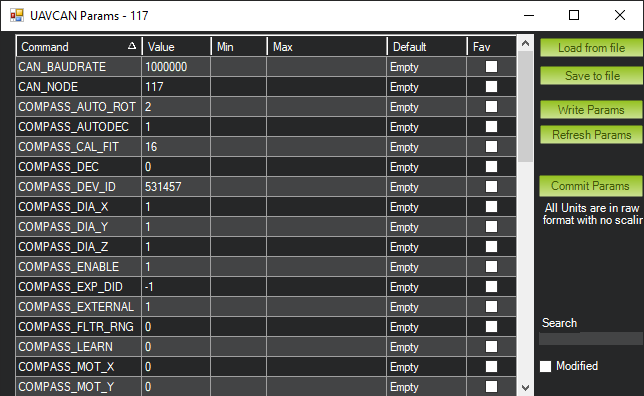 UAVCAN Params - 117
Command Value Min Max Default Fav
CAN_BAUDRATE 1000000 Empty
CAN_NODE 117 Empty
COMPASS_AUTO_ROT 2 Empty
COMPASS_AUTODEC 1 Empty
COMPASS_CAL_FIT 16 Empty
COMPASS_DEC 0 Empty
COMPASS_DEV_ID 531457 Empty
COMPASS_DIA_X 1 Empty
COMPASS_DIA_Y 1 Empty
COMPASS_DIA_Z 1 Empty
COMPASS_ENABLE 1 Empty
COMPASS_EXP_DID -1 Empty
COMPASS_EXTERNAL 1 Empty
COMPASS_FLTR_RNG 0 Empty
COMPASS_LEARN 0 Empty
COMPASS_MOT_X 0 Empty
COMPASS_MOT_Y 0 Empty
Load from file
Save to file
Write Params
Refresh Params
Commit Params
All Units are in raw
format with no scalin
Search
Modified